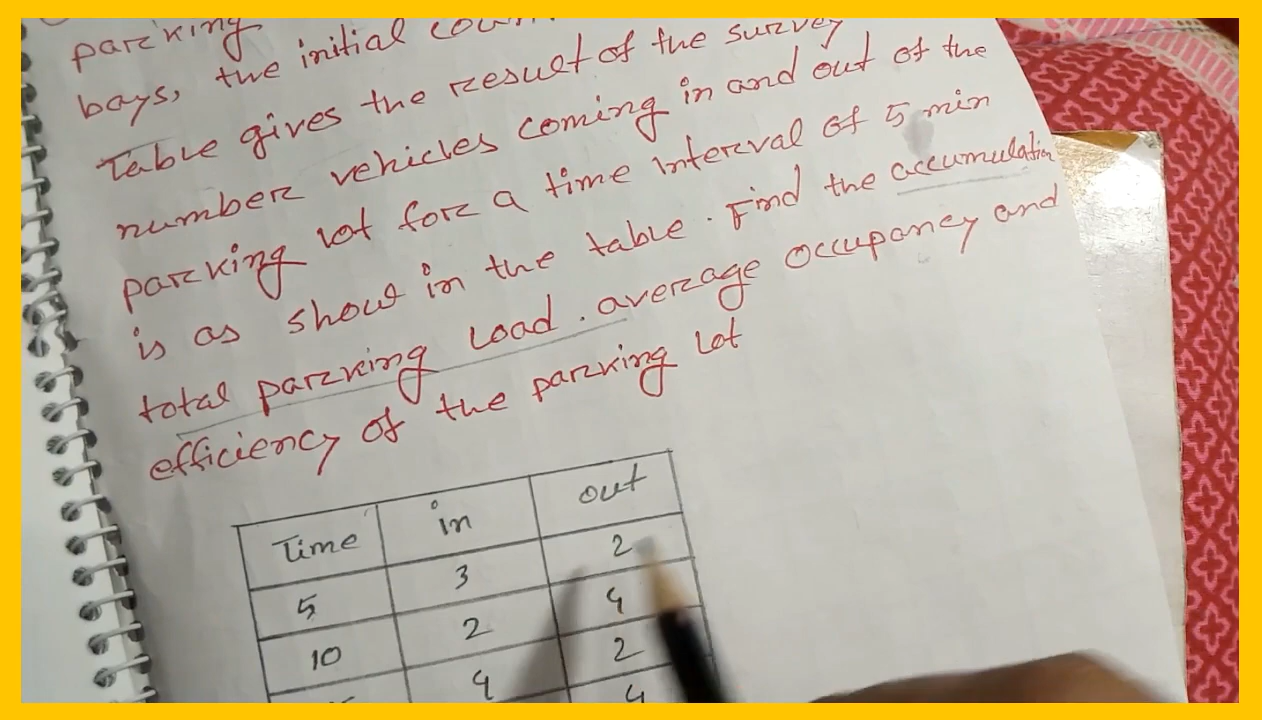 parking
bays, the initial
Table gives the result of the survey
number vehicles coming in and out of the
parking lot for a time interval of 5 min
is as show in the table. Find the accumulation
total parking load. average occupancy and
efficiency of the parking lot
Time in out
5 3 2
10 2 4
4 2
4